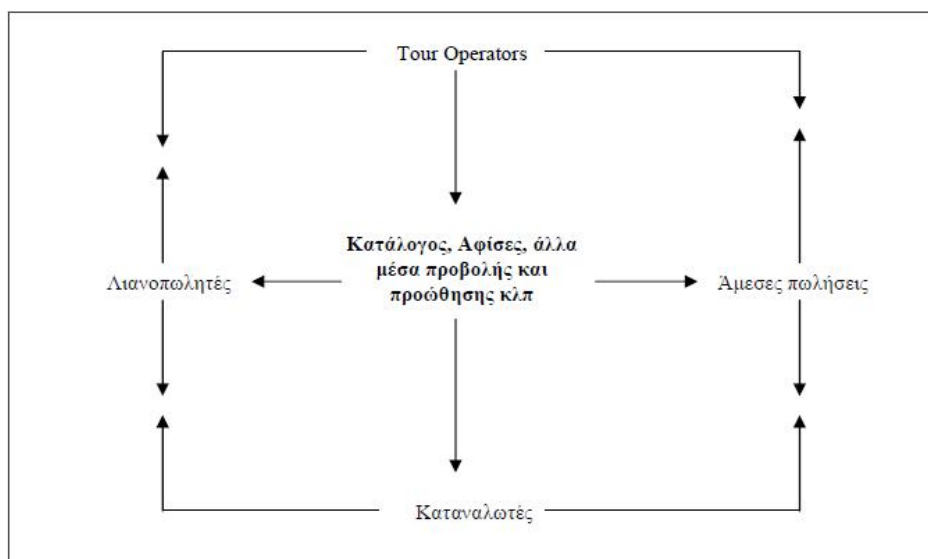 Tour Operators
Κατάλογος, Αφίσες, άλλα
μέσα προβολής και
προώθησης κλπ
Λιανοπωλητές
Άμεσες πωλήσεις
Καταναλωτές